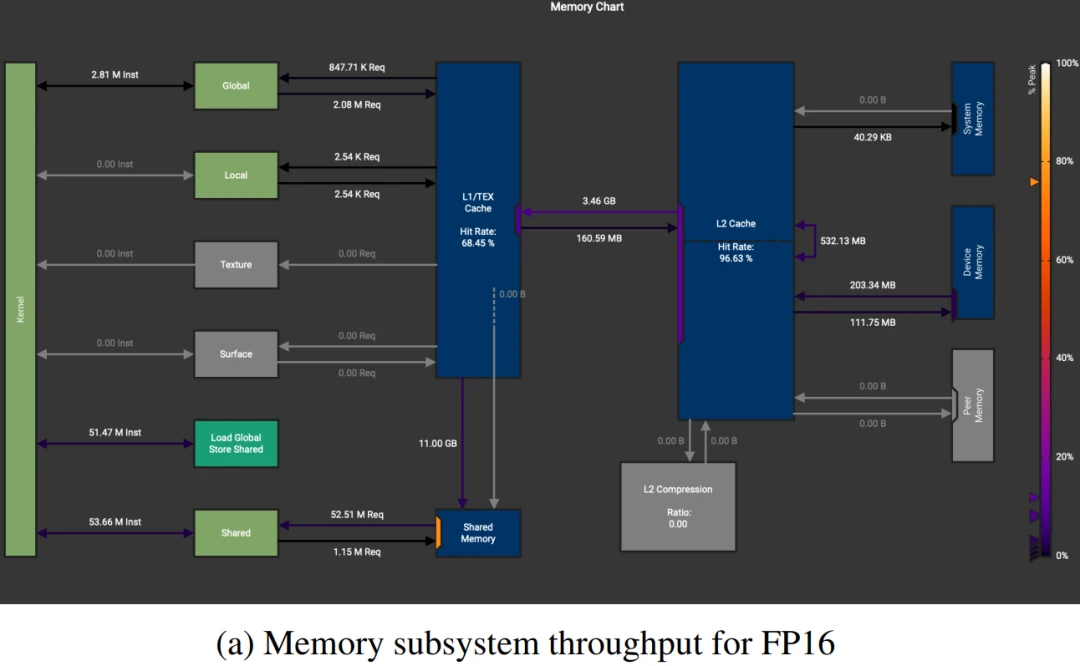 Memory Chart
Kernel
2.81 M Inst
Global
847.71 K Req
2.08 M Req
0.00 Inst
Local
2.54 K Req
2.54 K Req
0.00 Inst
Texture
0.00 Req
0.00 Inst
Surface
0.00 Req
0.00 Req
51.47 M Inst
Load Global
Store Shared
53.66 M Inst
Shared
52.51 M Req
1.15 M Req
L1/TEX
Cache
Hit Rate:
68.45 %
0.00 B
11.00 GB
Shared
Memory
3.46 GB
160.59 MB
L2 Cache
Hit Rate:
96.63 %
532.13 MB
0.00 B
0.00 B
L2 Compression
Ratio:
0.00
0.00 B
40.29 KB
System
Memory
203.34 MB
111.75 MB
Device
Memory
0.00 B
0.00 B
Peer
Memory
% Peak
100%
80%
60%
40%
20%
0%
(a) Memory subsystem throughput for FP16